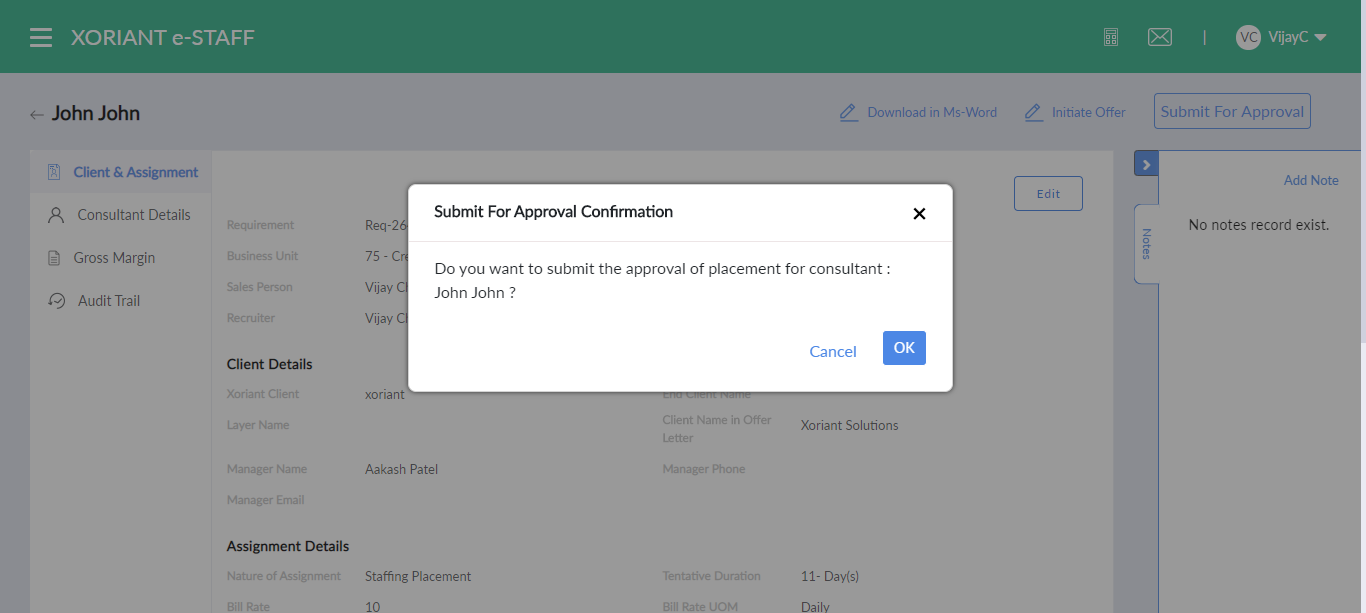 XORIANT e-STAFF
|
VC VijayC
← John John
Download in Ms-Word
Initiate Offer
Submit For Approval
Client & Assignment
Consultant Details
Gross Margin
Audit Trail
Edit
Submit For Approval Confirmation
Do you want to submit the approval of placement for consultant :
John John ?
Cancel
OK
Requirement Req-26
Business Unit 75 - Cre
Sales Person Vijay
Recruiter Vijay
Client Details
Xoriant Client xoriant End Client Name
Layer Name
Client Name in Offer
Letter
Xoriant Solutions
Manager Name Aakash Patel Manager Phone
Manager Email
Assignment Details
Nature of Assignment Staffing Placement Tentative Duration 11- Day(s)
Bill Rate 10 Bill Rate UOM Daily
Add Note
Notes
No notes record exist.